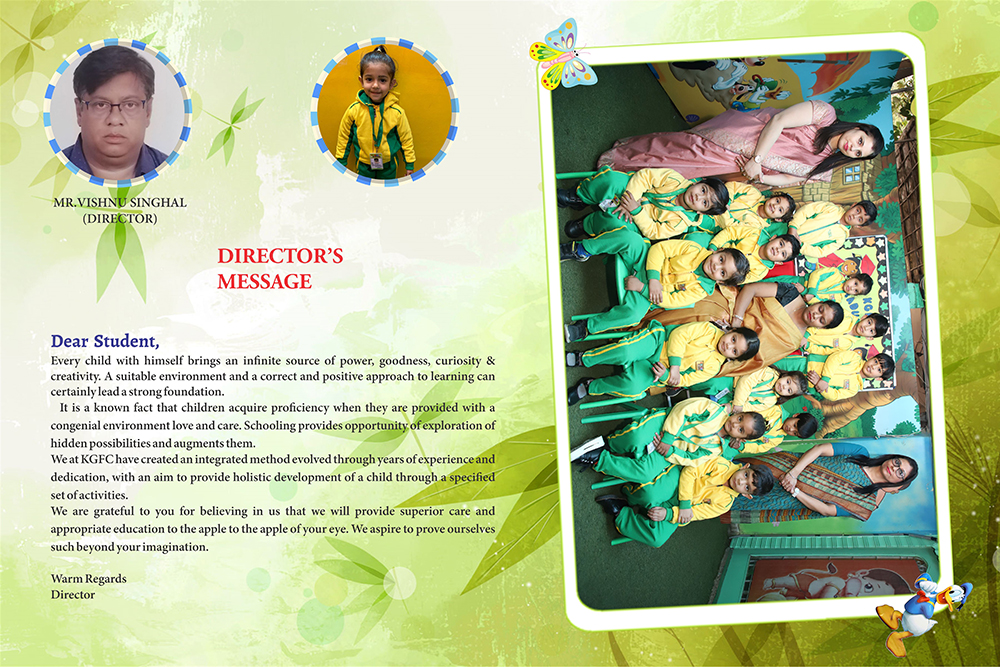 MR.VISHNU SINGHAL
(DIRECTOR)
DIRECTOR'S
MESSAGE
Dear Student,
Every child with himself brings an infinite source of power, goodness, curiosity &
creativity. A suitable environment and a correct and positive approach to learning can
certainly lead a strong foundation.
It is a known fact that children acquire proficiency when they are provided with a
congenial environment love and care. Schooling provides opportunity of exploration of
hidden possibilities and augments them.
We at KGFC have created an integrated method evolved through years of experience and
dedication, with an aim to provide holistic development of a child through a specified
set of activities.
We are grateful to you for believing in us that we will provide superior care and
appropriate education to the apple to the apple of your eye. We aspire to prove ourselves
such beyond your imagination.
Warm Regards
Director